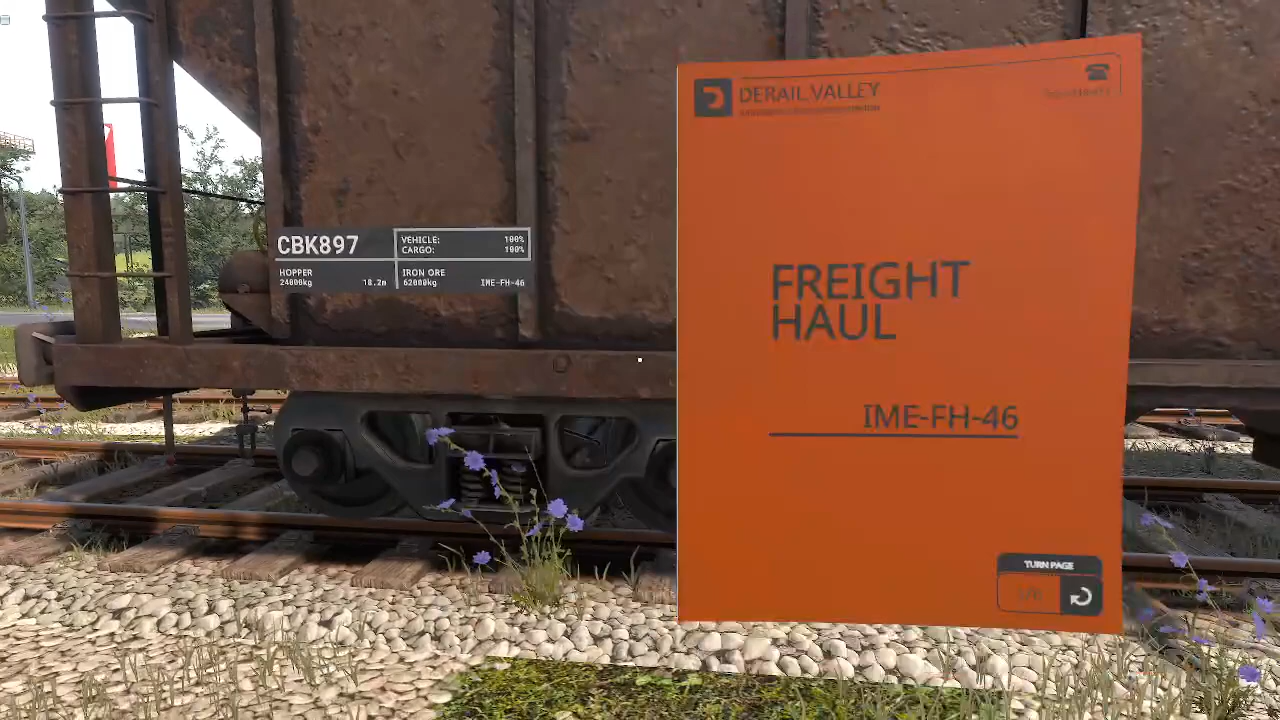 CBK897
VEHICLE: 100%
CARGO: 100%
HOPPER
24000kg 18.2m
IRON ORE
62000kg IME-FH-46
DERAIL VALLEY
FREIGHT
HAUL
IME-FH-46
TURN PAGE